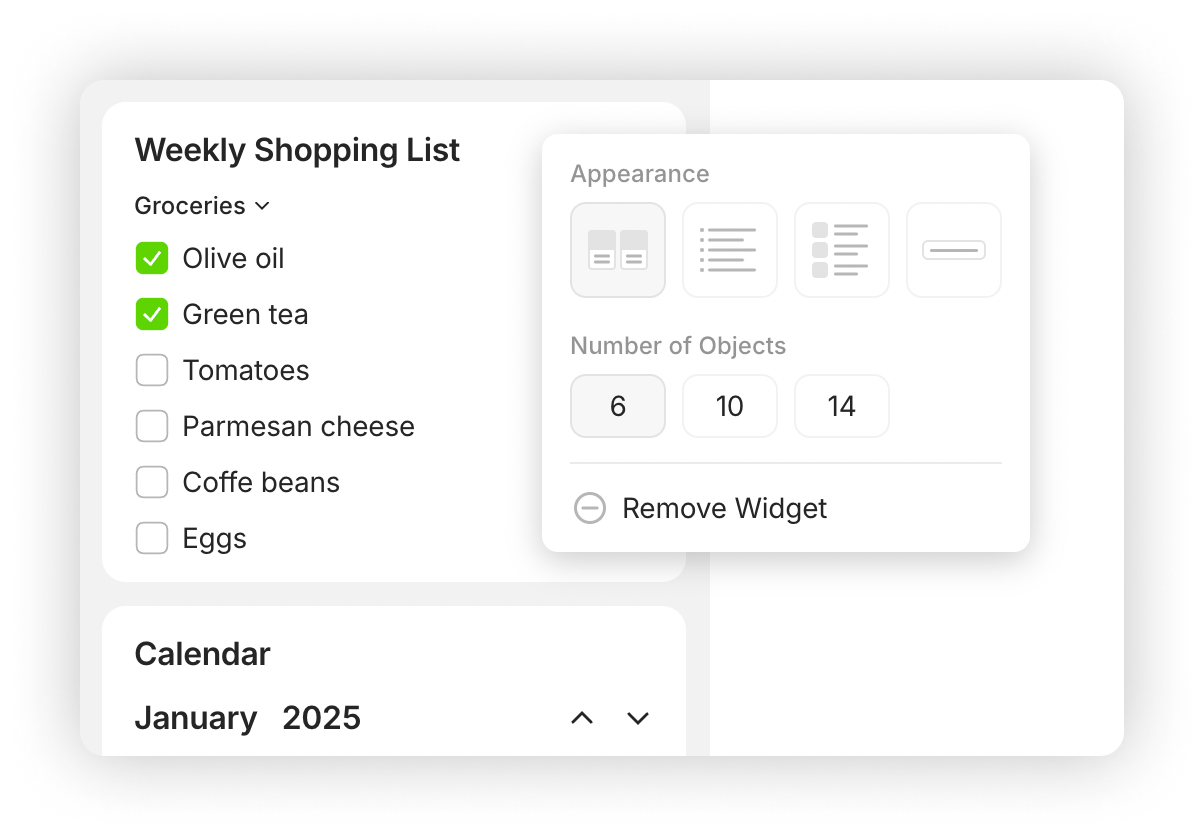 Weekly Shopping List
Groceries
Olive oil
Green tea
Tomatoes
Parmesan cheese
Coffe beans
Eggs
Appearance
Number of Objects
6 10 14
Remove Widget
Calendar
January 2025